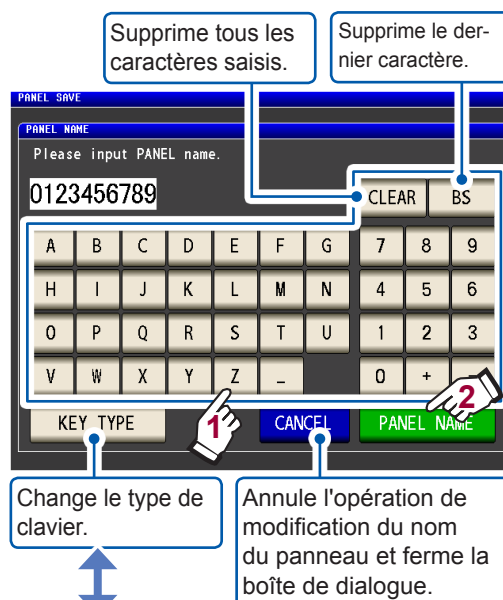 Supprime tous les
caractères saisis.
Supprime le der-
nier caractère.
PANEL SAVE
PANEL NAME
Please input PANEL name.
0123456789
CLEAR BS
A B C D E F G 7 8 9
H I J K L M N 4 5 6
O P Q R S T U 1 2 3
V W X Y Z _ 0 +
1
2
KEY TYPE CANCEL PANEL NAME
Change le type de
clavier.
Annule l'opération de
modification du nom
du panneau et ferme la
boîte de dialogue.